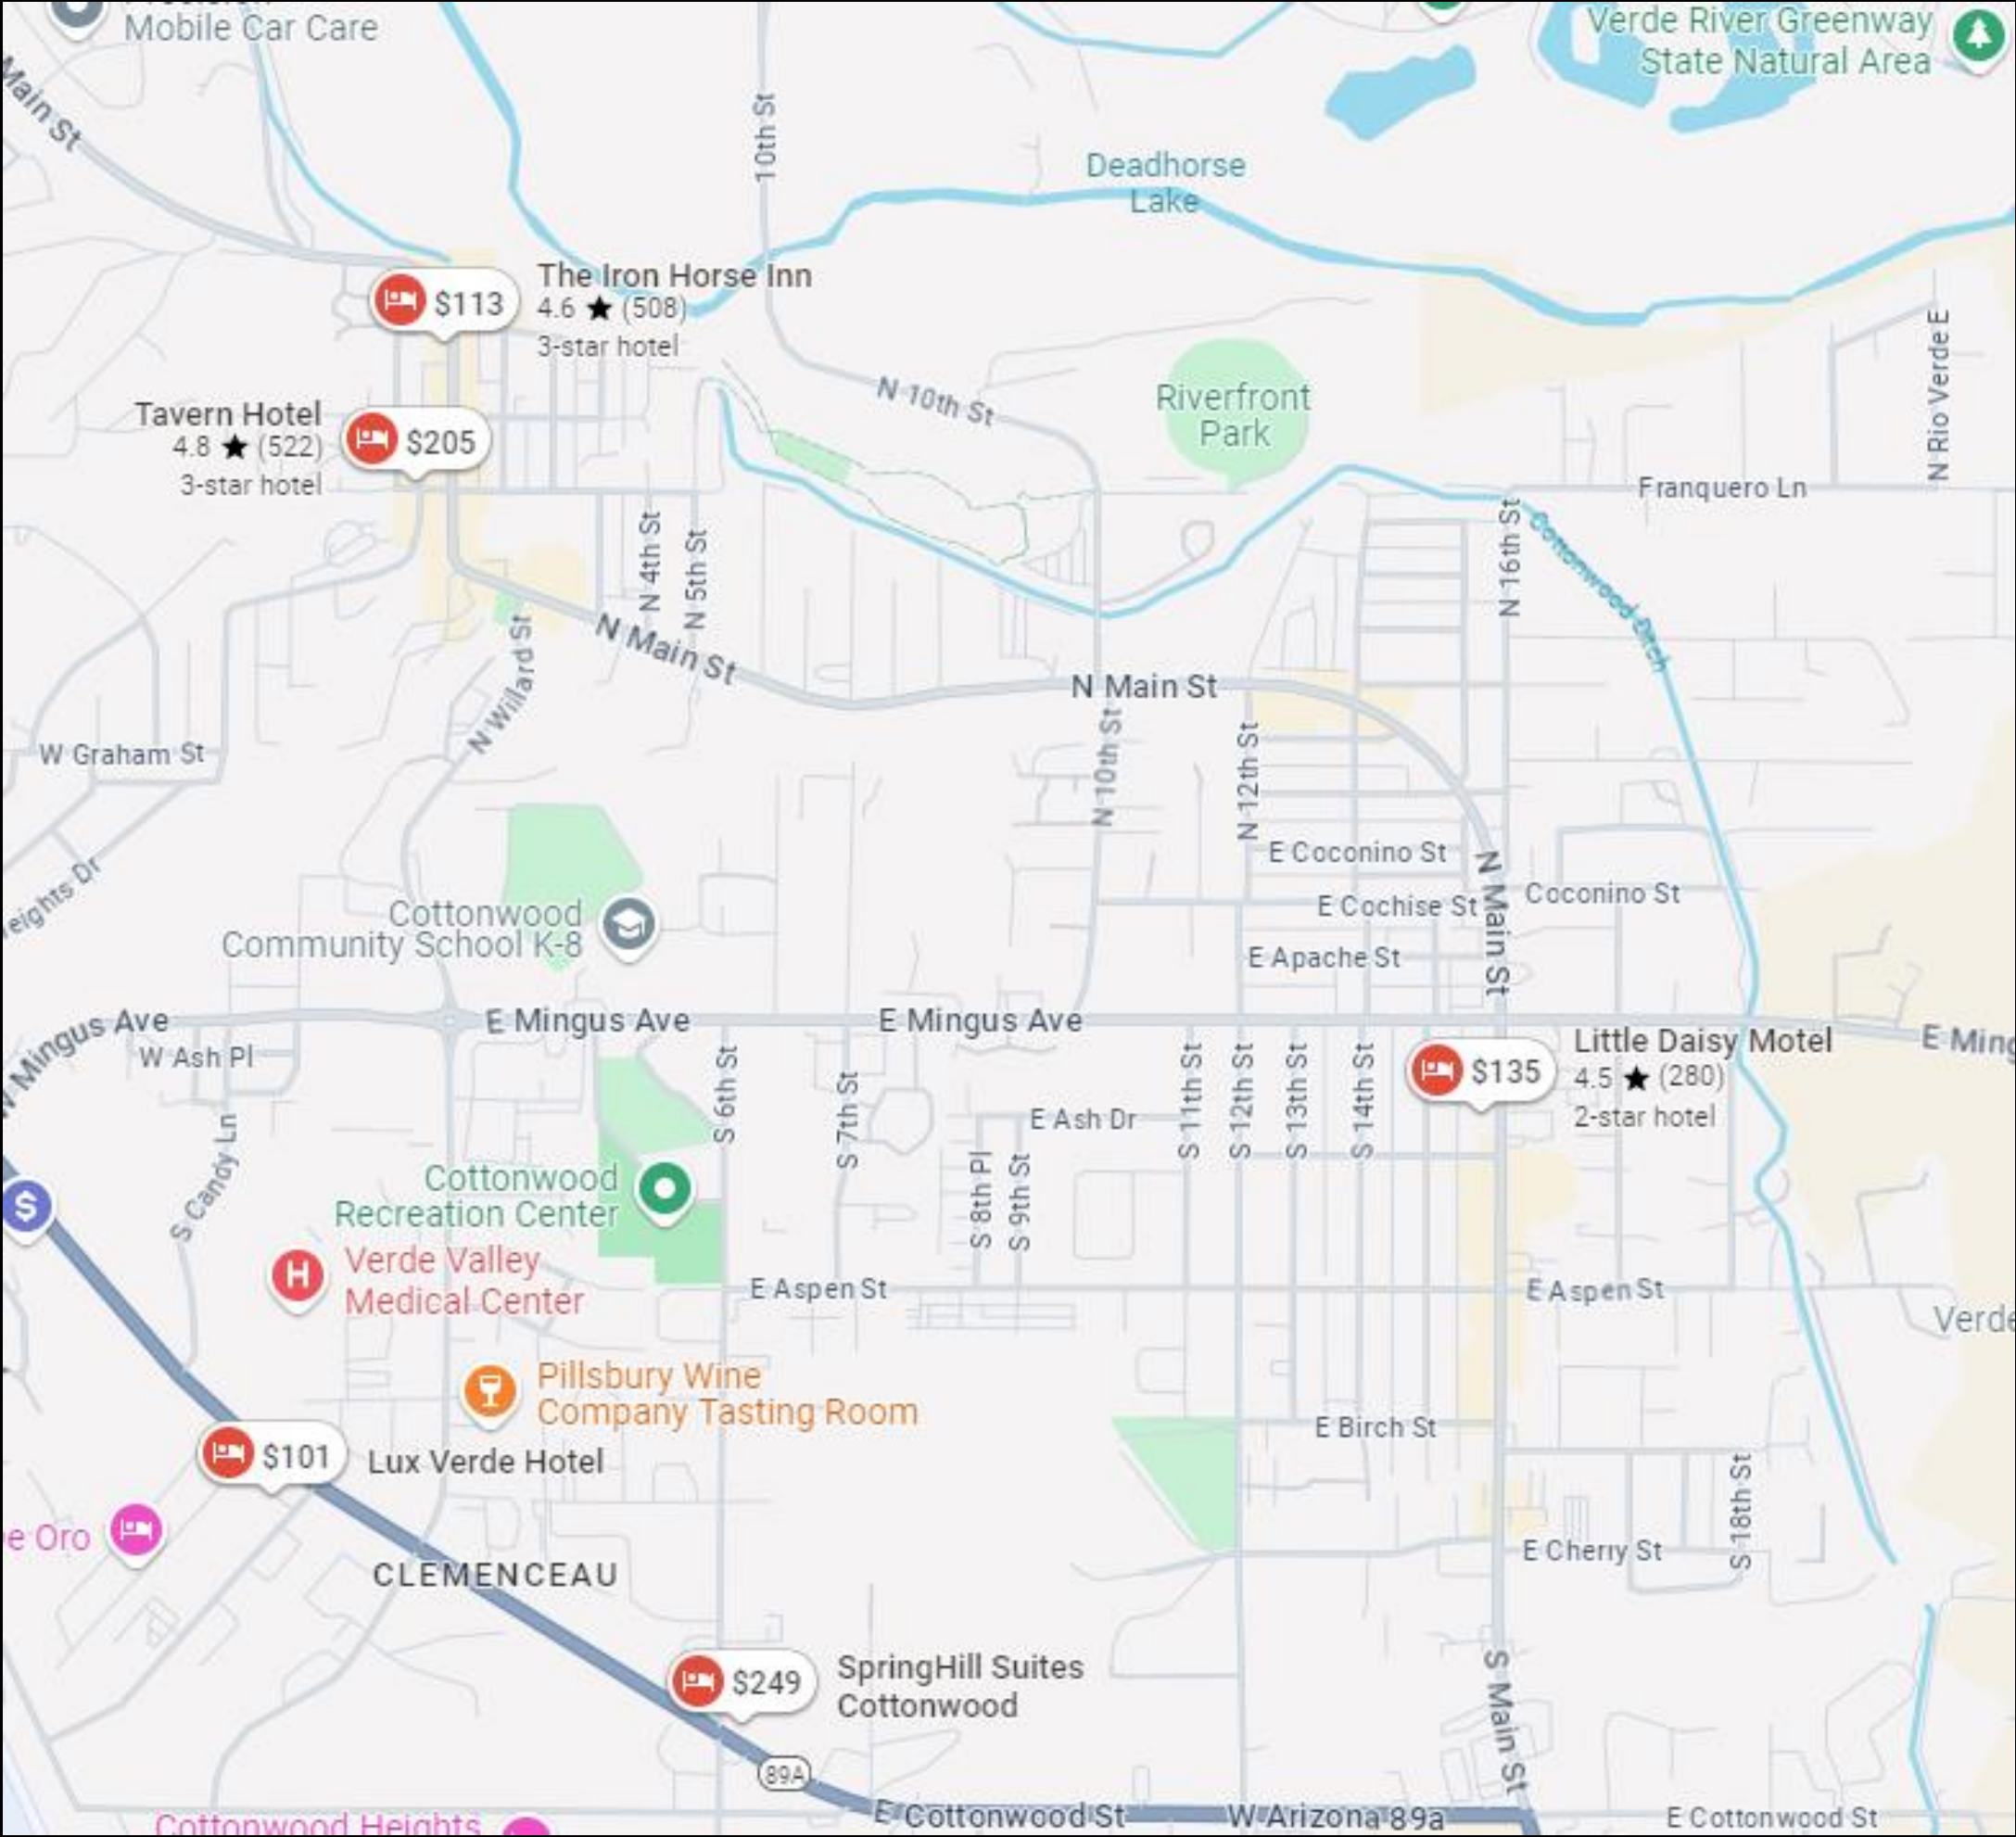 Mobile Car Care
Verde River Greenway
State Natural Area
Main St
10th St
Deadhorse
Lake
$113
The Iron Horse Inn
4.6 ★ (508)
3-star hotel
N Rio Verde E
N 10th St
Riverfront
Park
Tavern Hotel
4.8 ★ (522)
3-star hotel
$205
Franquero Ln
N 4th St
N 5th St
N 16th St
Cottonwood Ditch
N Willard St
N Main St
N Main St
W Graham St
N 10th St
N 12th St
eights Dr
E Coconino St
N Main St
Coconino St
E Cochise St
Cottonwood
Community School K-8
E Apache St
W Mingus Ave
E Mingus Ave
E Mingus Ave
E Ming
W Ash Pl
Little Daisy Motel
4.5 ★ (280)
2-star hotel
$135
S 6th St
S 7th St
E Ash Dr
S 11th St
S 12th St
S 13th St
S 14th St
S Candy Ln
S 8th Pl
S 9th St
Cottonwood
Recreation Center
$
H
Verde Valley
Medical Center
E Aspen St
E Aspen St
Verde
Pillsbury Wine
Company Tasting Room
E Birch St
$101
Lux Verde Hotel
S 18th St
e Oro
E Cherry St
CLEMENCEAU
$249
SpringHill Suites
Cottonwood
S Main St
89A
E Cottonwood St
W Arizona 89a
E Cottonwood St
Cottonwood Heights